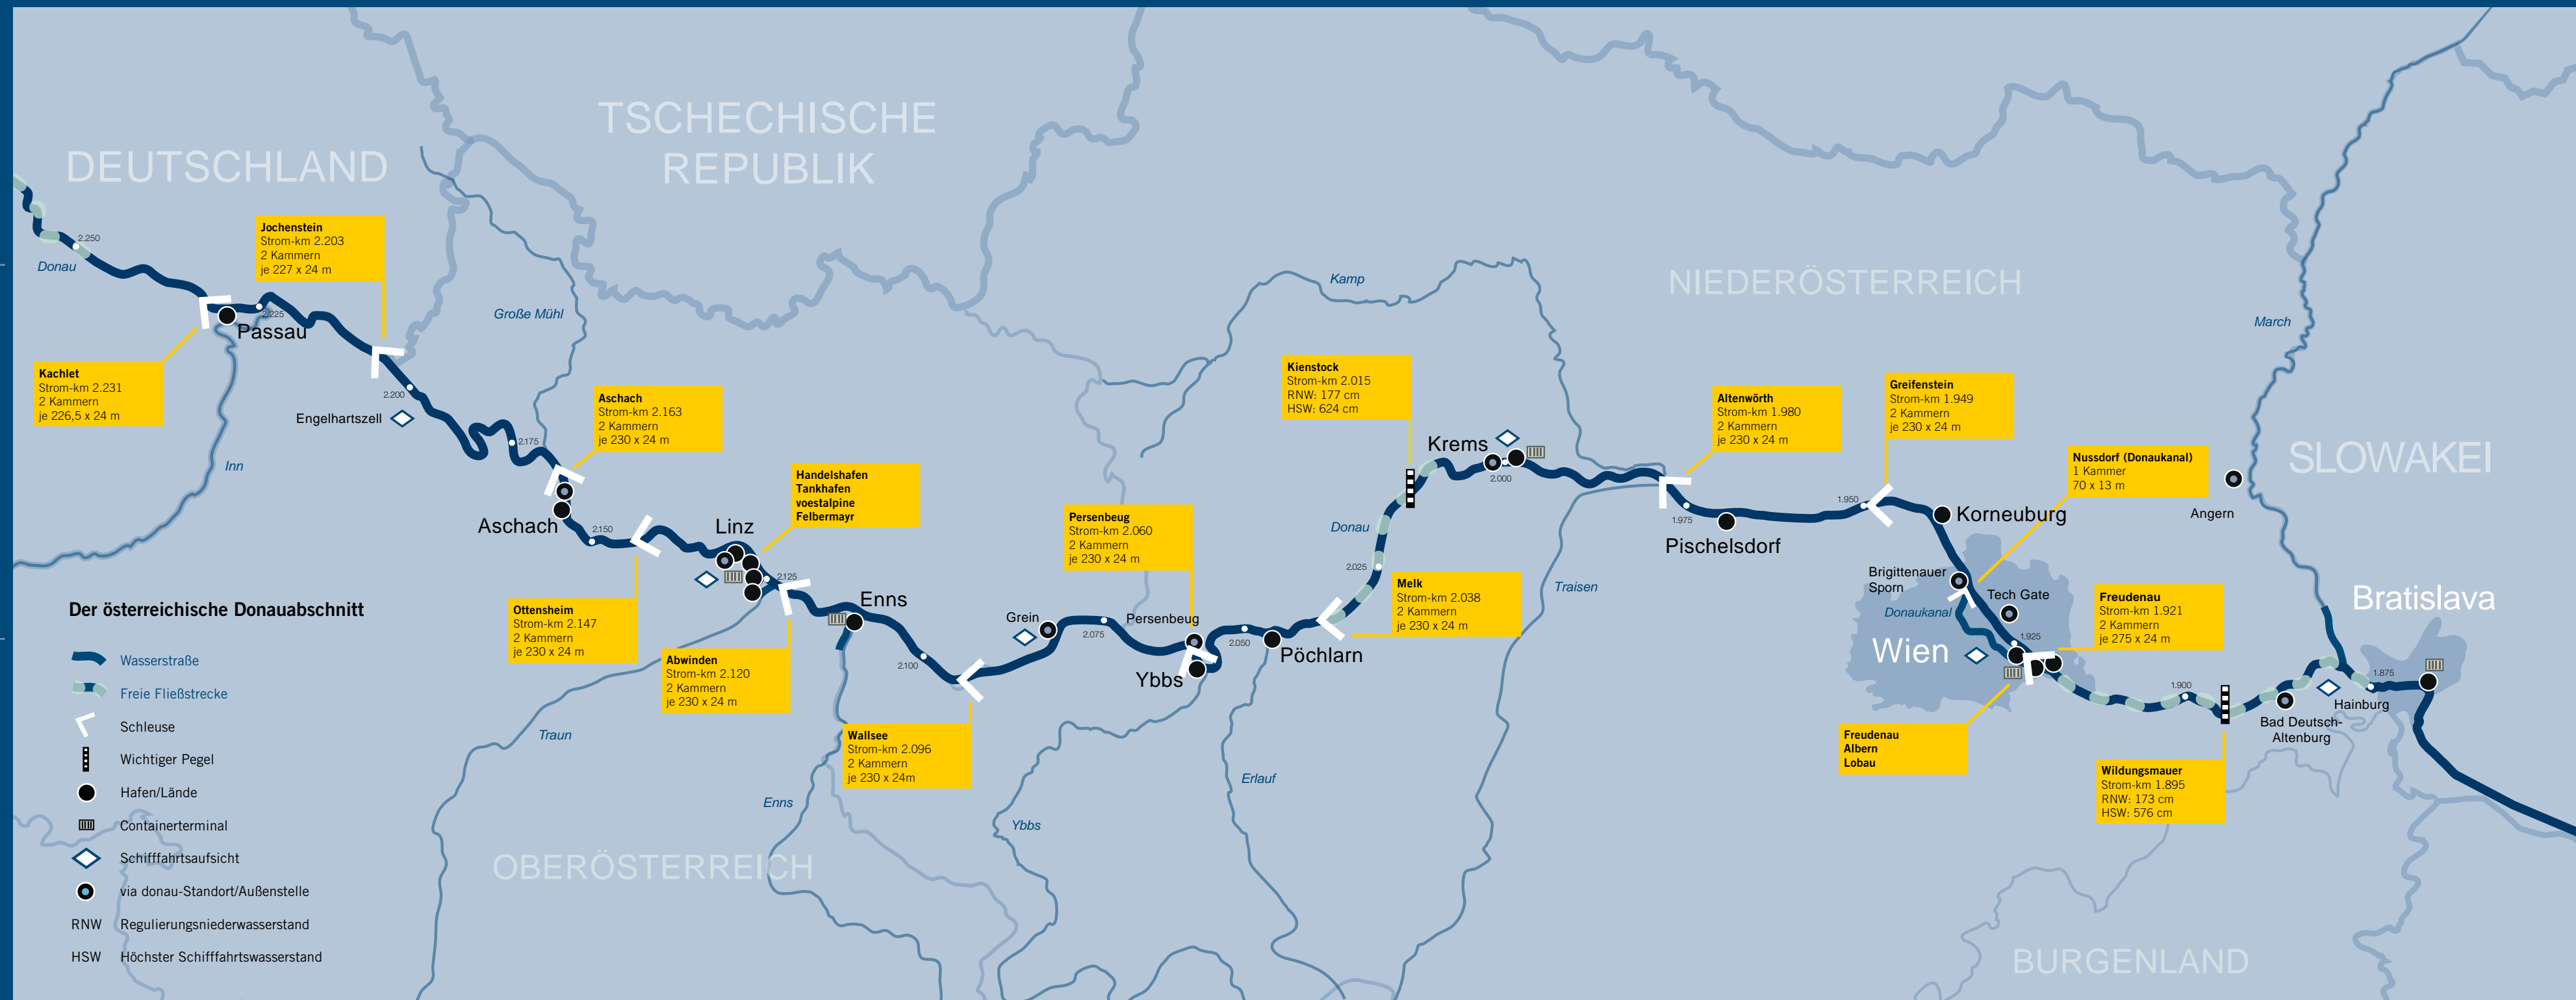 TSCHECHISCHE
REPUBLIK
DEUTSCHLAND
NIEDERÖSTERREICH
SLOWAKEI
OBERÖSTERREICH
BURGENLAND
2.250
Donau
Jochenstein
Strom-km 2.203
2 Kammern
je 227 x 24 m
2.225
Passau
Kachlet
Strom-km 2.231
2 Kammern
je 226,5 x 24 m
Inn
2.200
Engelhartszell
Große Mühl
2.175
Aschach
Strom-km 2.163
2 Kammern
je 230 x 24 m
Aschach
2.150
Ottensheim
Strom-km 2.147
2 Kammern
je 230 x 24 m
Linz
Handelshafen
Tankhafen
voestalpine
Felbermayr
2.125
Abwinden
Strom-km 2.120
2 Kammern
je 230 x 24 m
Traun
Enns
Enns
2.100
Wallsee
Strom-km 2.096
2 Kammern
je 230 x 24m
Grein
2.075
Persenbeug
Strom-km 2.060
2 Kammern
je 230 x 24 m
Persenbeug
Ybbs
Ybbs
2.050
Pöchlarn
Erlauf
Melk
Strom-km 2.038
2 Kammern
je 230 x 24 m
2.025
Donau
Kienstock
Strom-km 2.015
RNW: 177 cm
HSW: 624 cm
Kamp
Krems
2.000
Traisen
Altenwörth
Strom-km 1.980
2 Kammern
je 230 x 24 m
1.975
Pischelsdorf
1.950
Greifenstein
Strom-km 1.949
2 Kammern
je 230 x 24 m
Korneuburg
Nussdorf (Donaukanal)
1 Kammer
70 x 13 m
Brigittenauer
Sporn
Tech Gate
Donaukanal
Wien
1.925
Freudenau
Strom-km 1.921
2 Kammern
je 275 x 24 m
Freudenau
Albern
Lobau
1.900
Wildungsmauer
Strom-km 1.895
RNW: 173 cm
HSW: 576 cm
Bad Deutsch-
Altenburg
Hainburg
1.875
Bratislava
March
Angern
Der österreichische Donauabschnitt
Wasserstraße
Freie Fließstrecke
Schleuse
Wichtiger Pegel
Hafen/Lände
Containerterminal
Schifffahrtsaufsicht
via donau-Standort/Außenstelle
RNW Regulierungsniederwasserstand
HSW Höchster Schifffahrtswasserstand